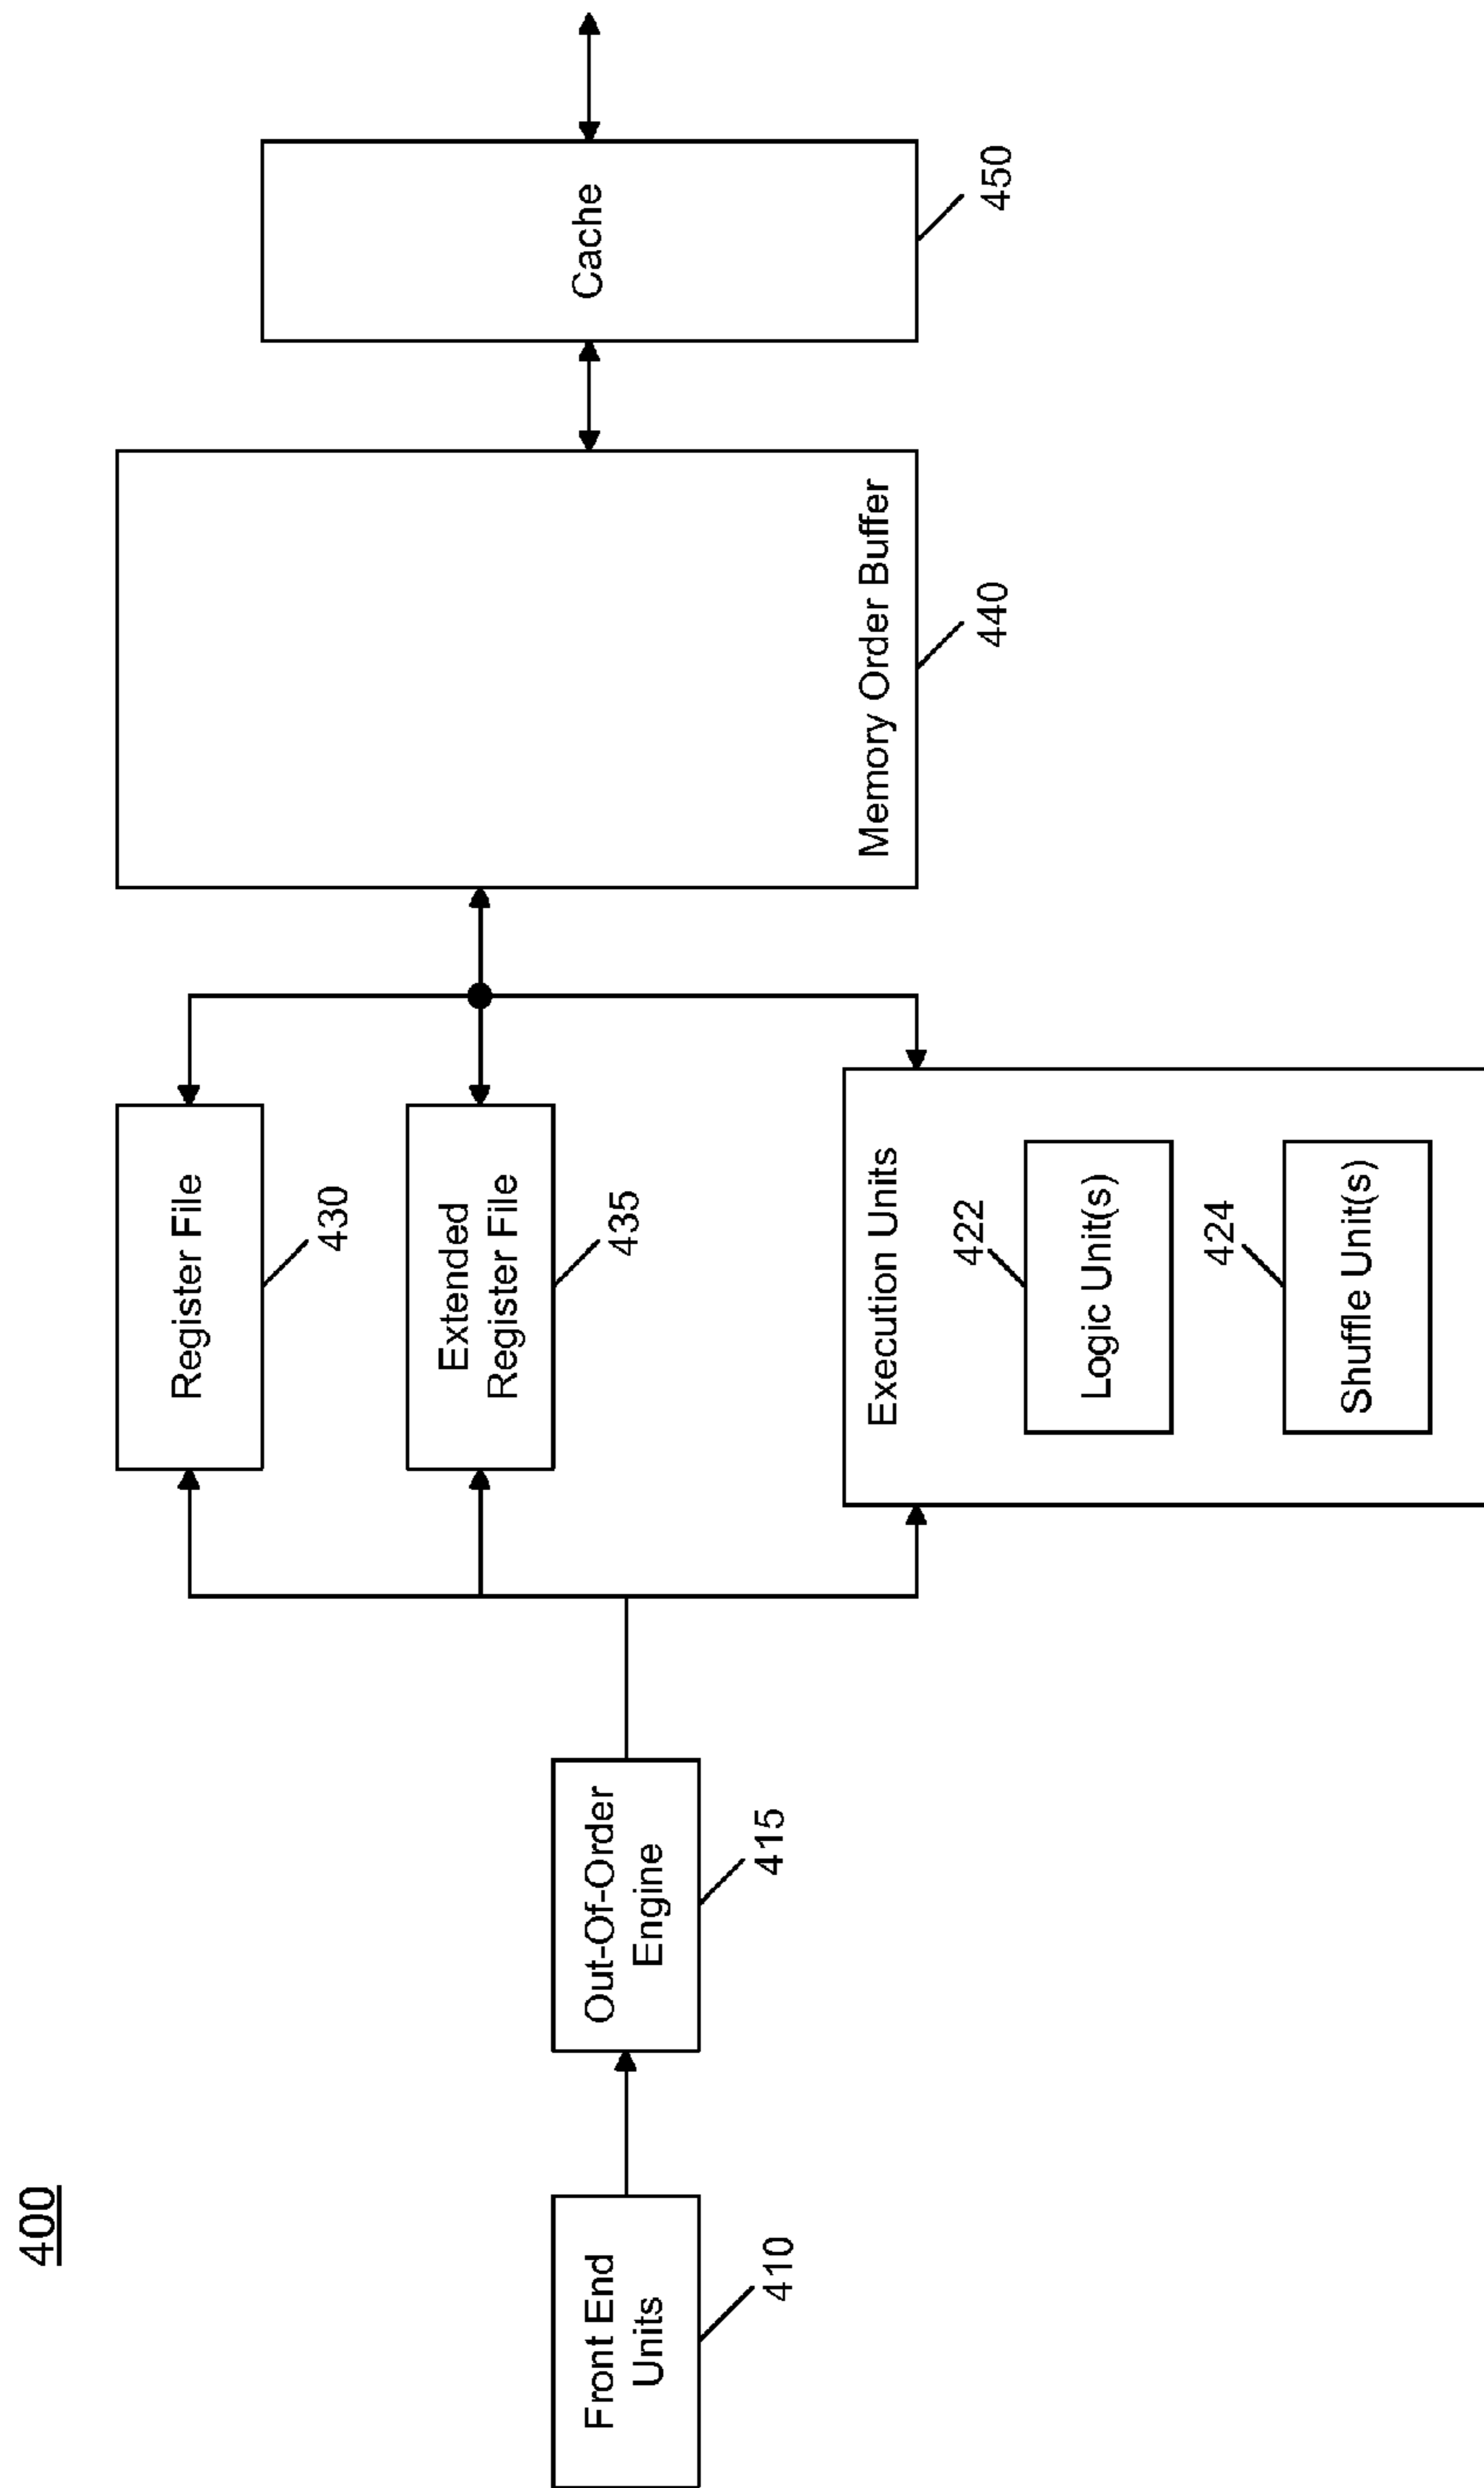 400
Front End
Units
410
Out-Of-Order
Engine
415
Register File
430
Extended
Register File
435
Execution Units
422
Logic Unit(s)
424
Shuffle Unit(s)
Memory Order Buffer
440
Cache
450